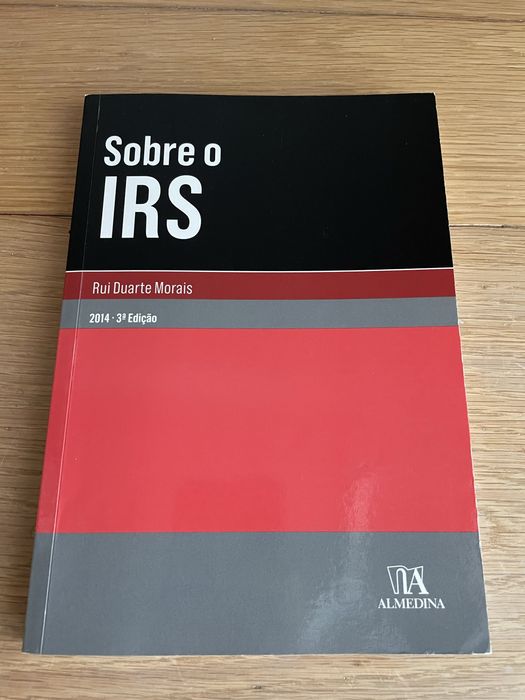 Sobre o
IRS
Rui Duarte Morais
2014 · 3ª Edição
ALMEDINA